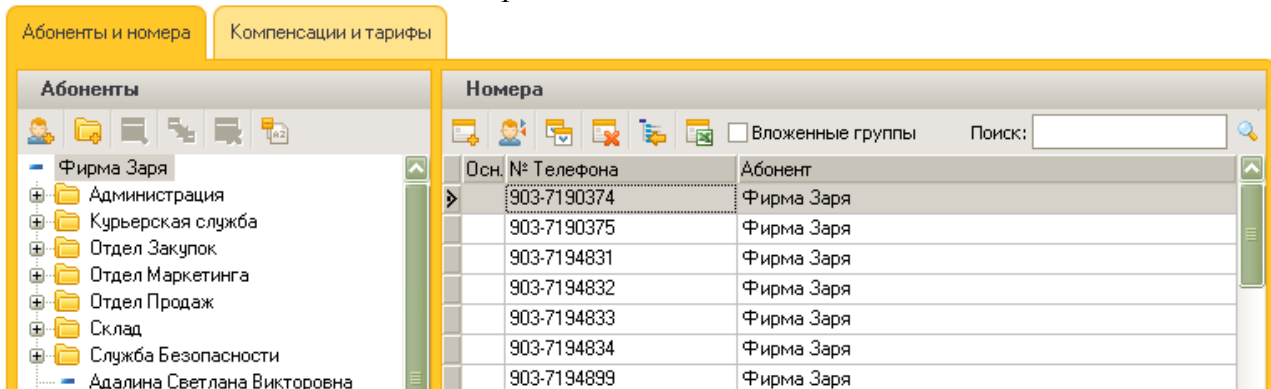 Абоненты и номера
Компенсации и тарифы
Абоненты
Номера
Вложенные группы
Поиск:
Фирма Заря
Администрация
Курьерская служба
Отдел Закупок
Отдел Маркетинга
Отдел Продаж
Склад
Служба Безопасности
Адалина Светлана Викторовна
Осн. № Телефона Абонент
903-7190374 Фирма Заря
903-7190375 Фирма Заря
903-7194831 Фирма Заря
903-7194832 Фирма Заря
903-7194833 Фирма Заря
903-7194834 Фирма Заря
903-7194899 Фирма Заря